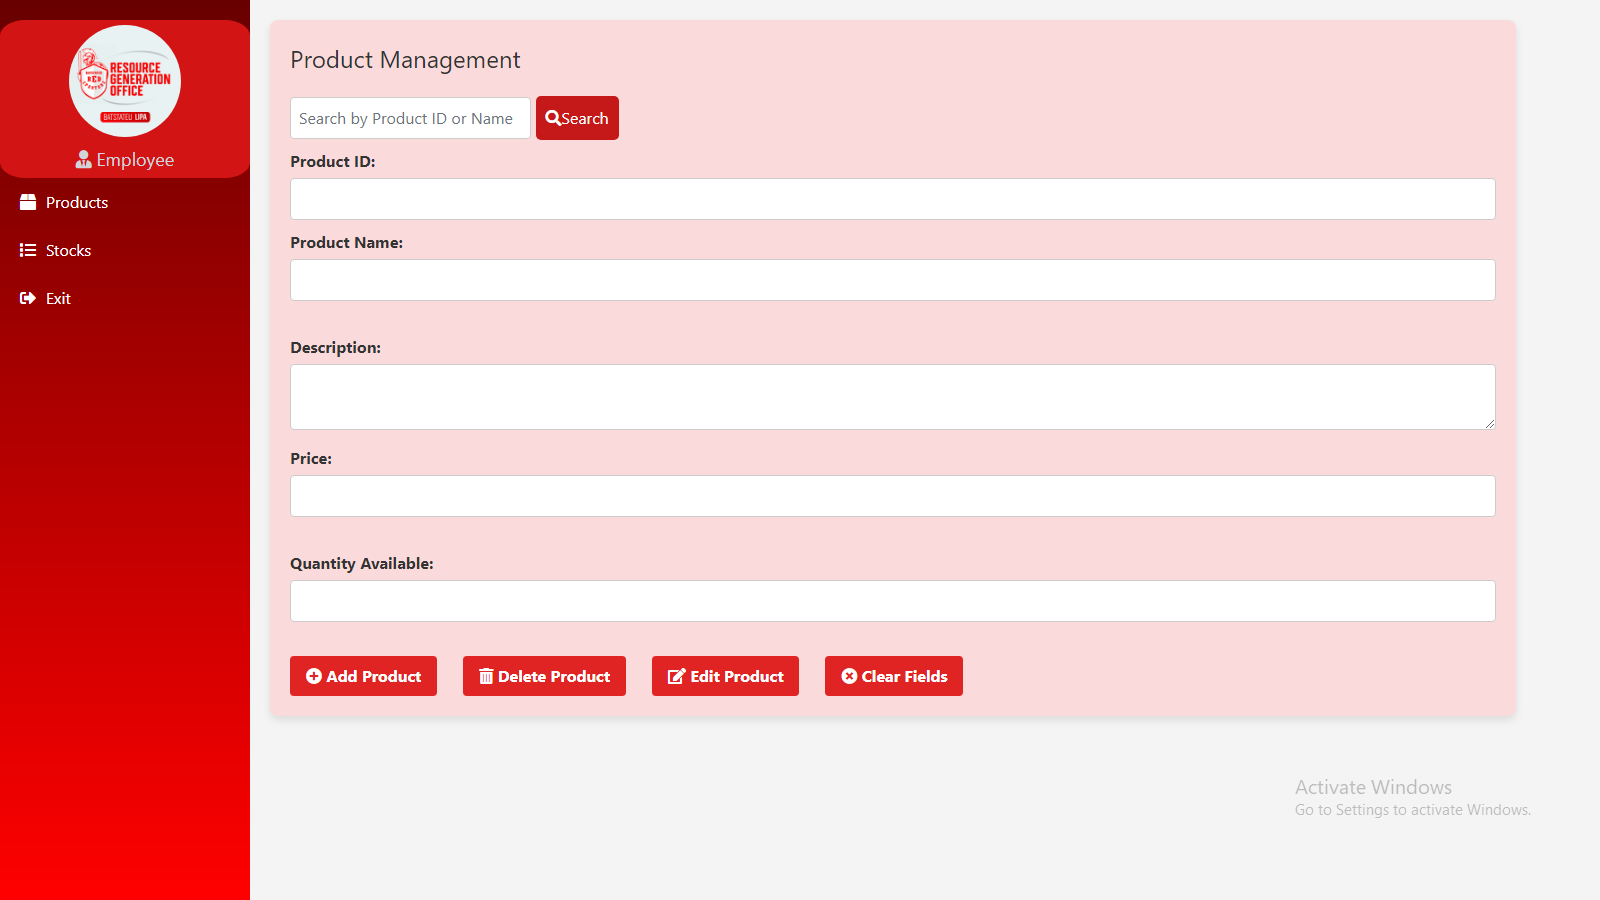 RESOURCE
GENERATION
OFFICE
BATSTATEU LIPA
Employee
Products
Stocks
Exit
Product Management
Search by Product ID or Name
Search
Product ID:
Product Name:
Description:
Price:
Quantity Available:
Add Product
Delete Product
Edit Product
Clear Fields
Activate Windows
Go to Settings to activate Windows.